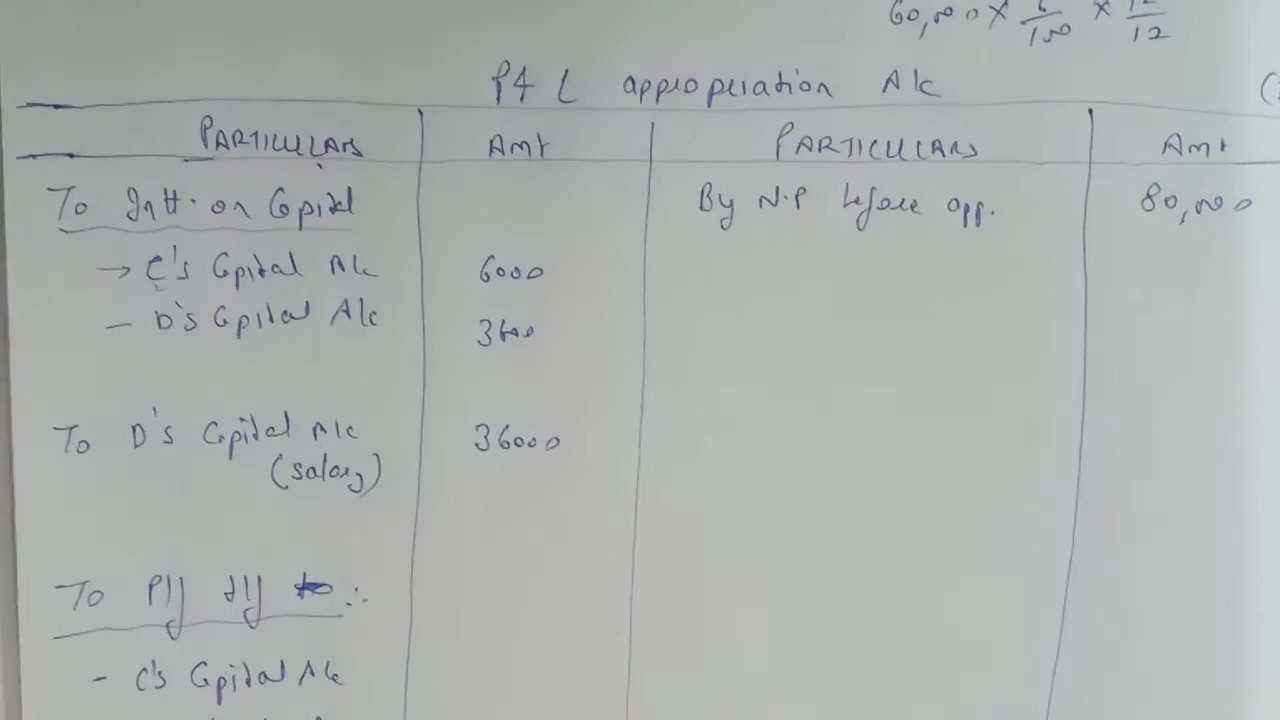 60,000 × 6/100 × 12/12
P & L appropriation A/c
PARTICULARS Amt PARTICULARS Amt
To Intt. on Capital By N.P before app. 80,000
→ C's Capital A/c 6000
- D's Capital A/c 3600
To D's Capital A/c 36000
(salary)
To
- C's Capital A/c